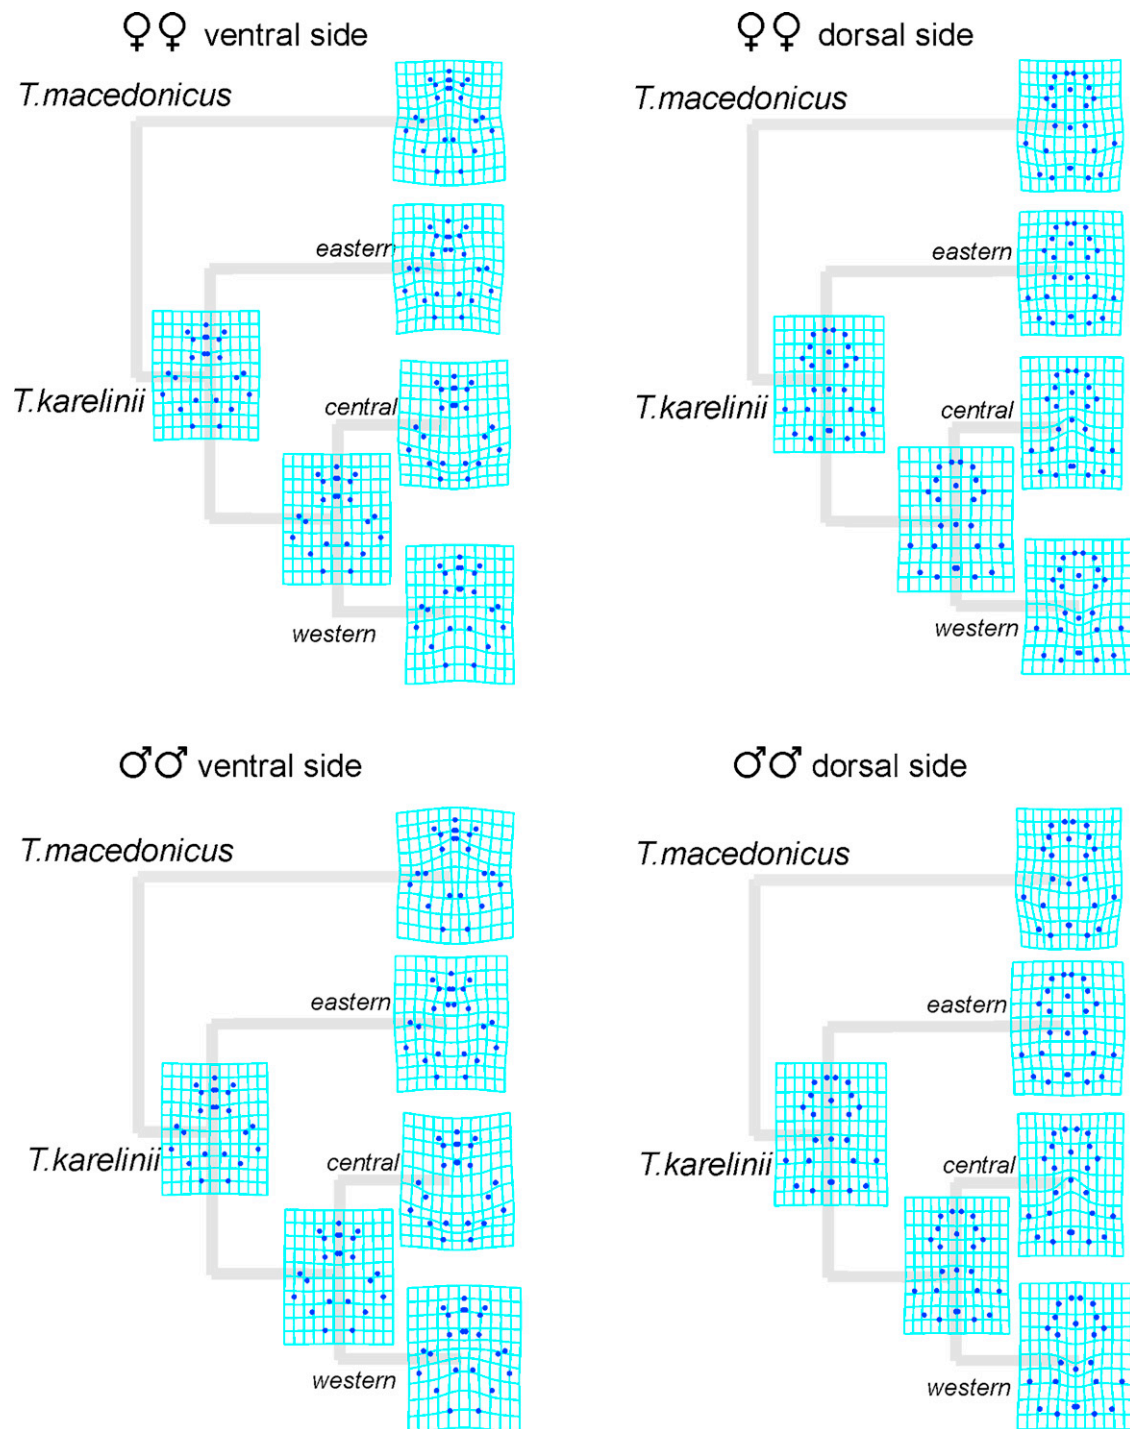 ♀♀ ventral side
T.macedonicus
eastern
T.karelinii
central
western
♀♀ dorsal side
T.macedonicus
eastern
T.karelinii
central
western
♂♂ ventral side
T.macedonicus
eastern
T.karelinii
central
western
♂♂ dorsal side
T.macedonicus
eastern
T.karelinii
central
western